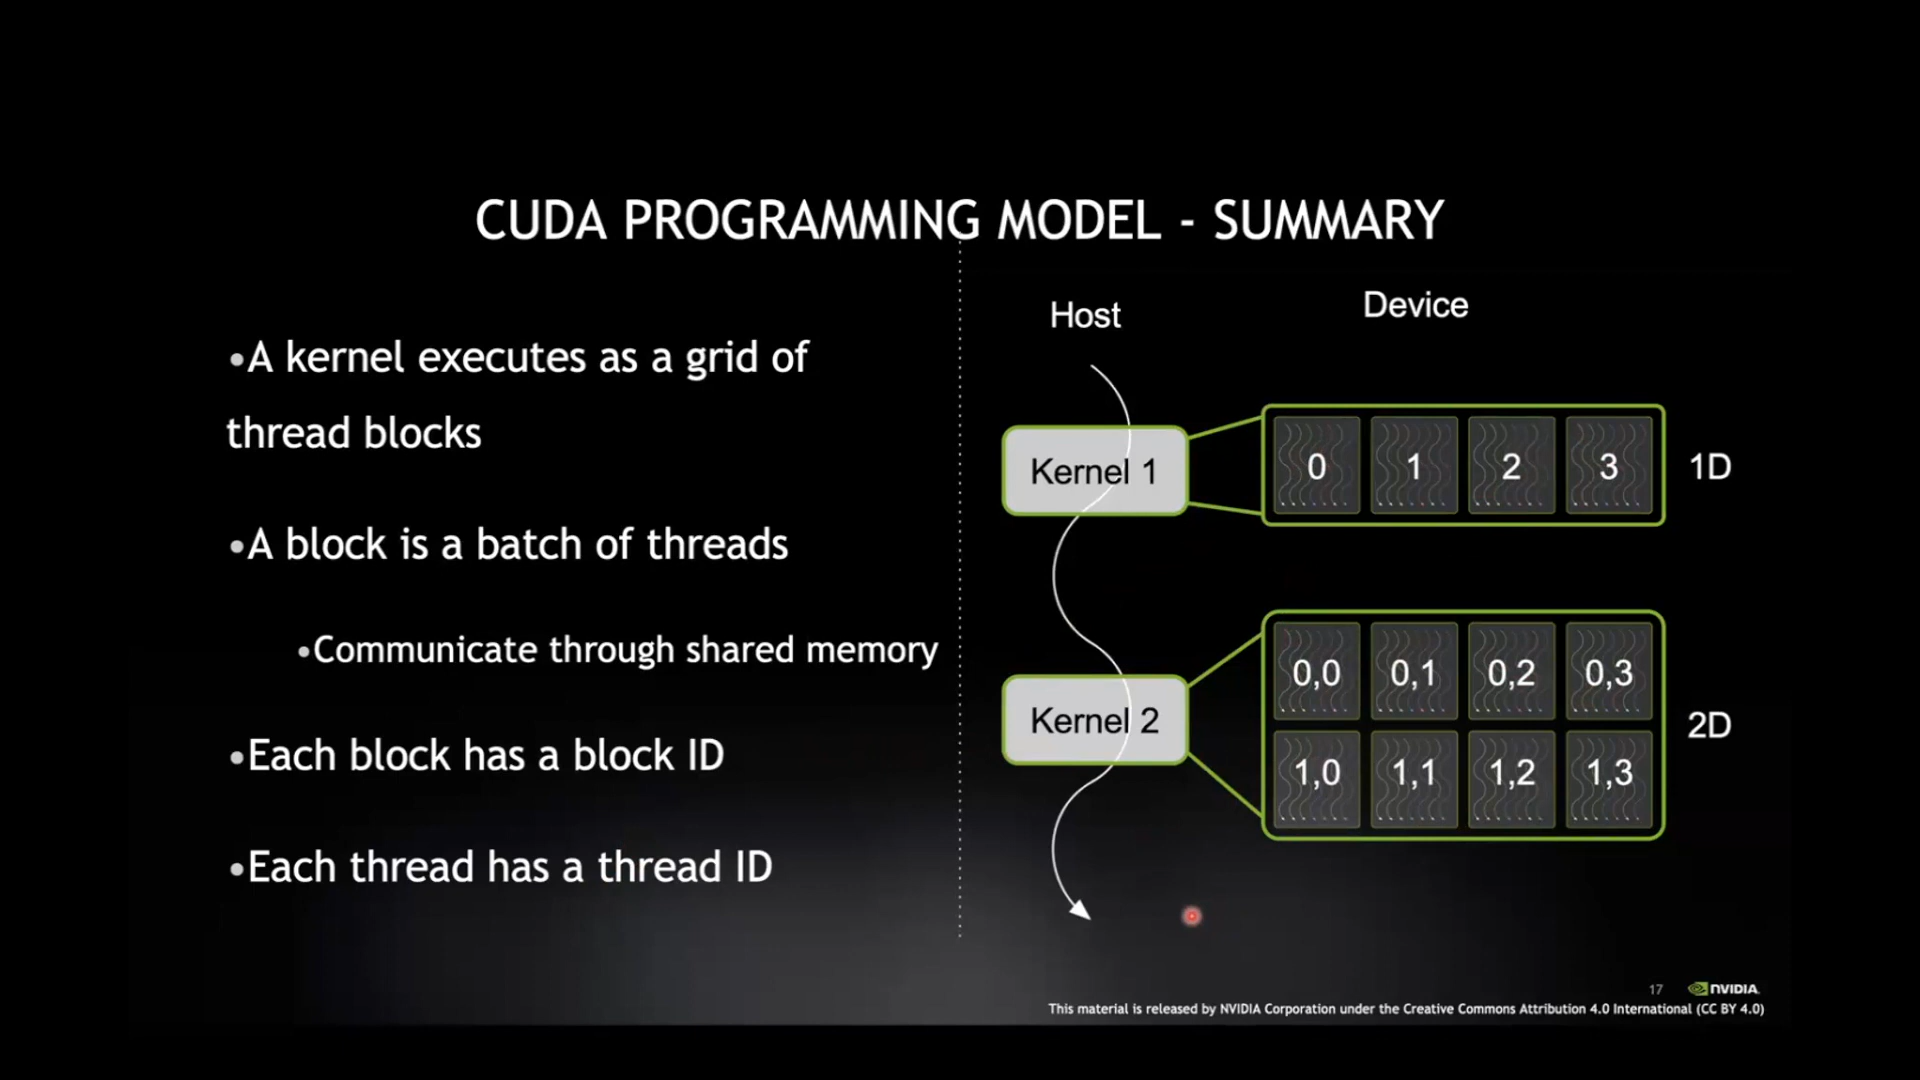 CUDA PROGRAMMING MODEL - SUMMARY
•A kernel executes as a grid of
thread blocks
•A block is a batch of threads
•Communicate through shared memory
•Each block has a block ID
•Each thread has a thread ID
Host
Device
Kernel 1
0 1 2 3
1D
Kernel 2
0,0 0,1 0,2 0,3
1,0 1,1 1,2 1,3
2D
17
NVIDIA.
This material is released by NVIDIA Corporation under the Creative Commons Attribution 4.0 International (CC BY 4.0)